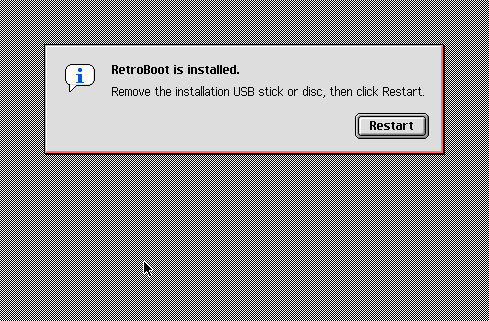 RetroBoot is installed.
Remove the installation USB stick or disc, then click Restart.
Restart